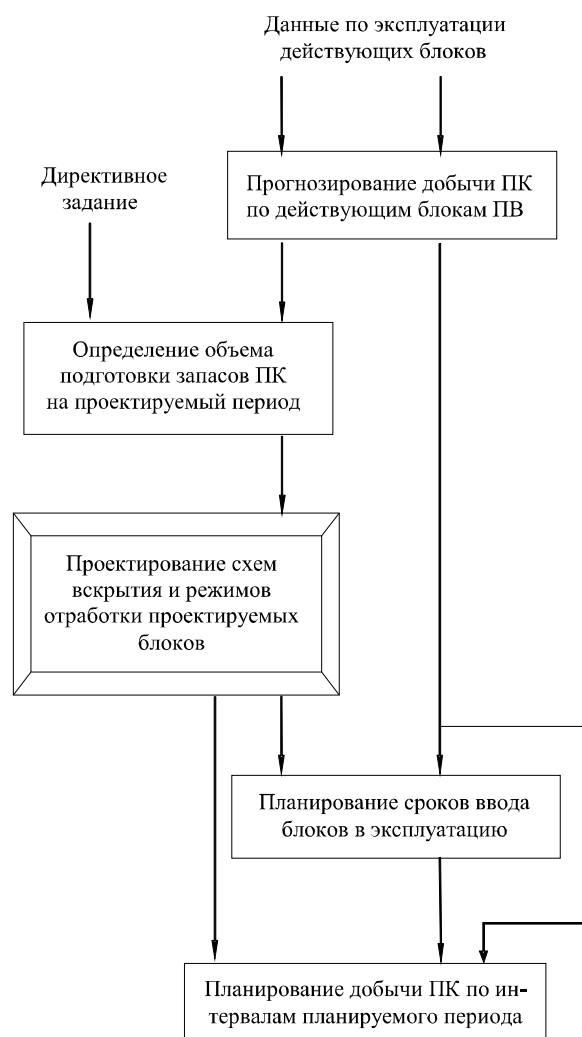 Данные по эксплуатации
действующих блоков
Директивное
задание
Прогнозирование добычи ПК
по действующим блокам ПВ
Определение объема
подготовки запасов ПК
на проектируемый период
Проектирование схем
вскрытия и режимов
отработки проектируемых
блоков
Планирование сроков ввода
блоков в эксплуатацию
Планирование добычи ПК по ин-
тервалам планируемого периода